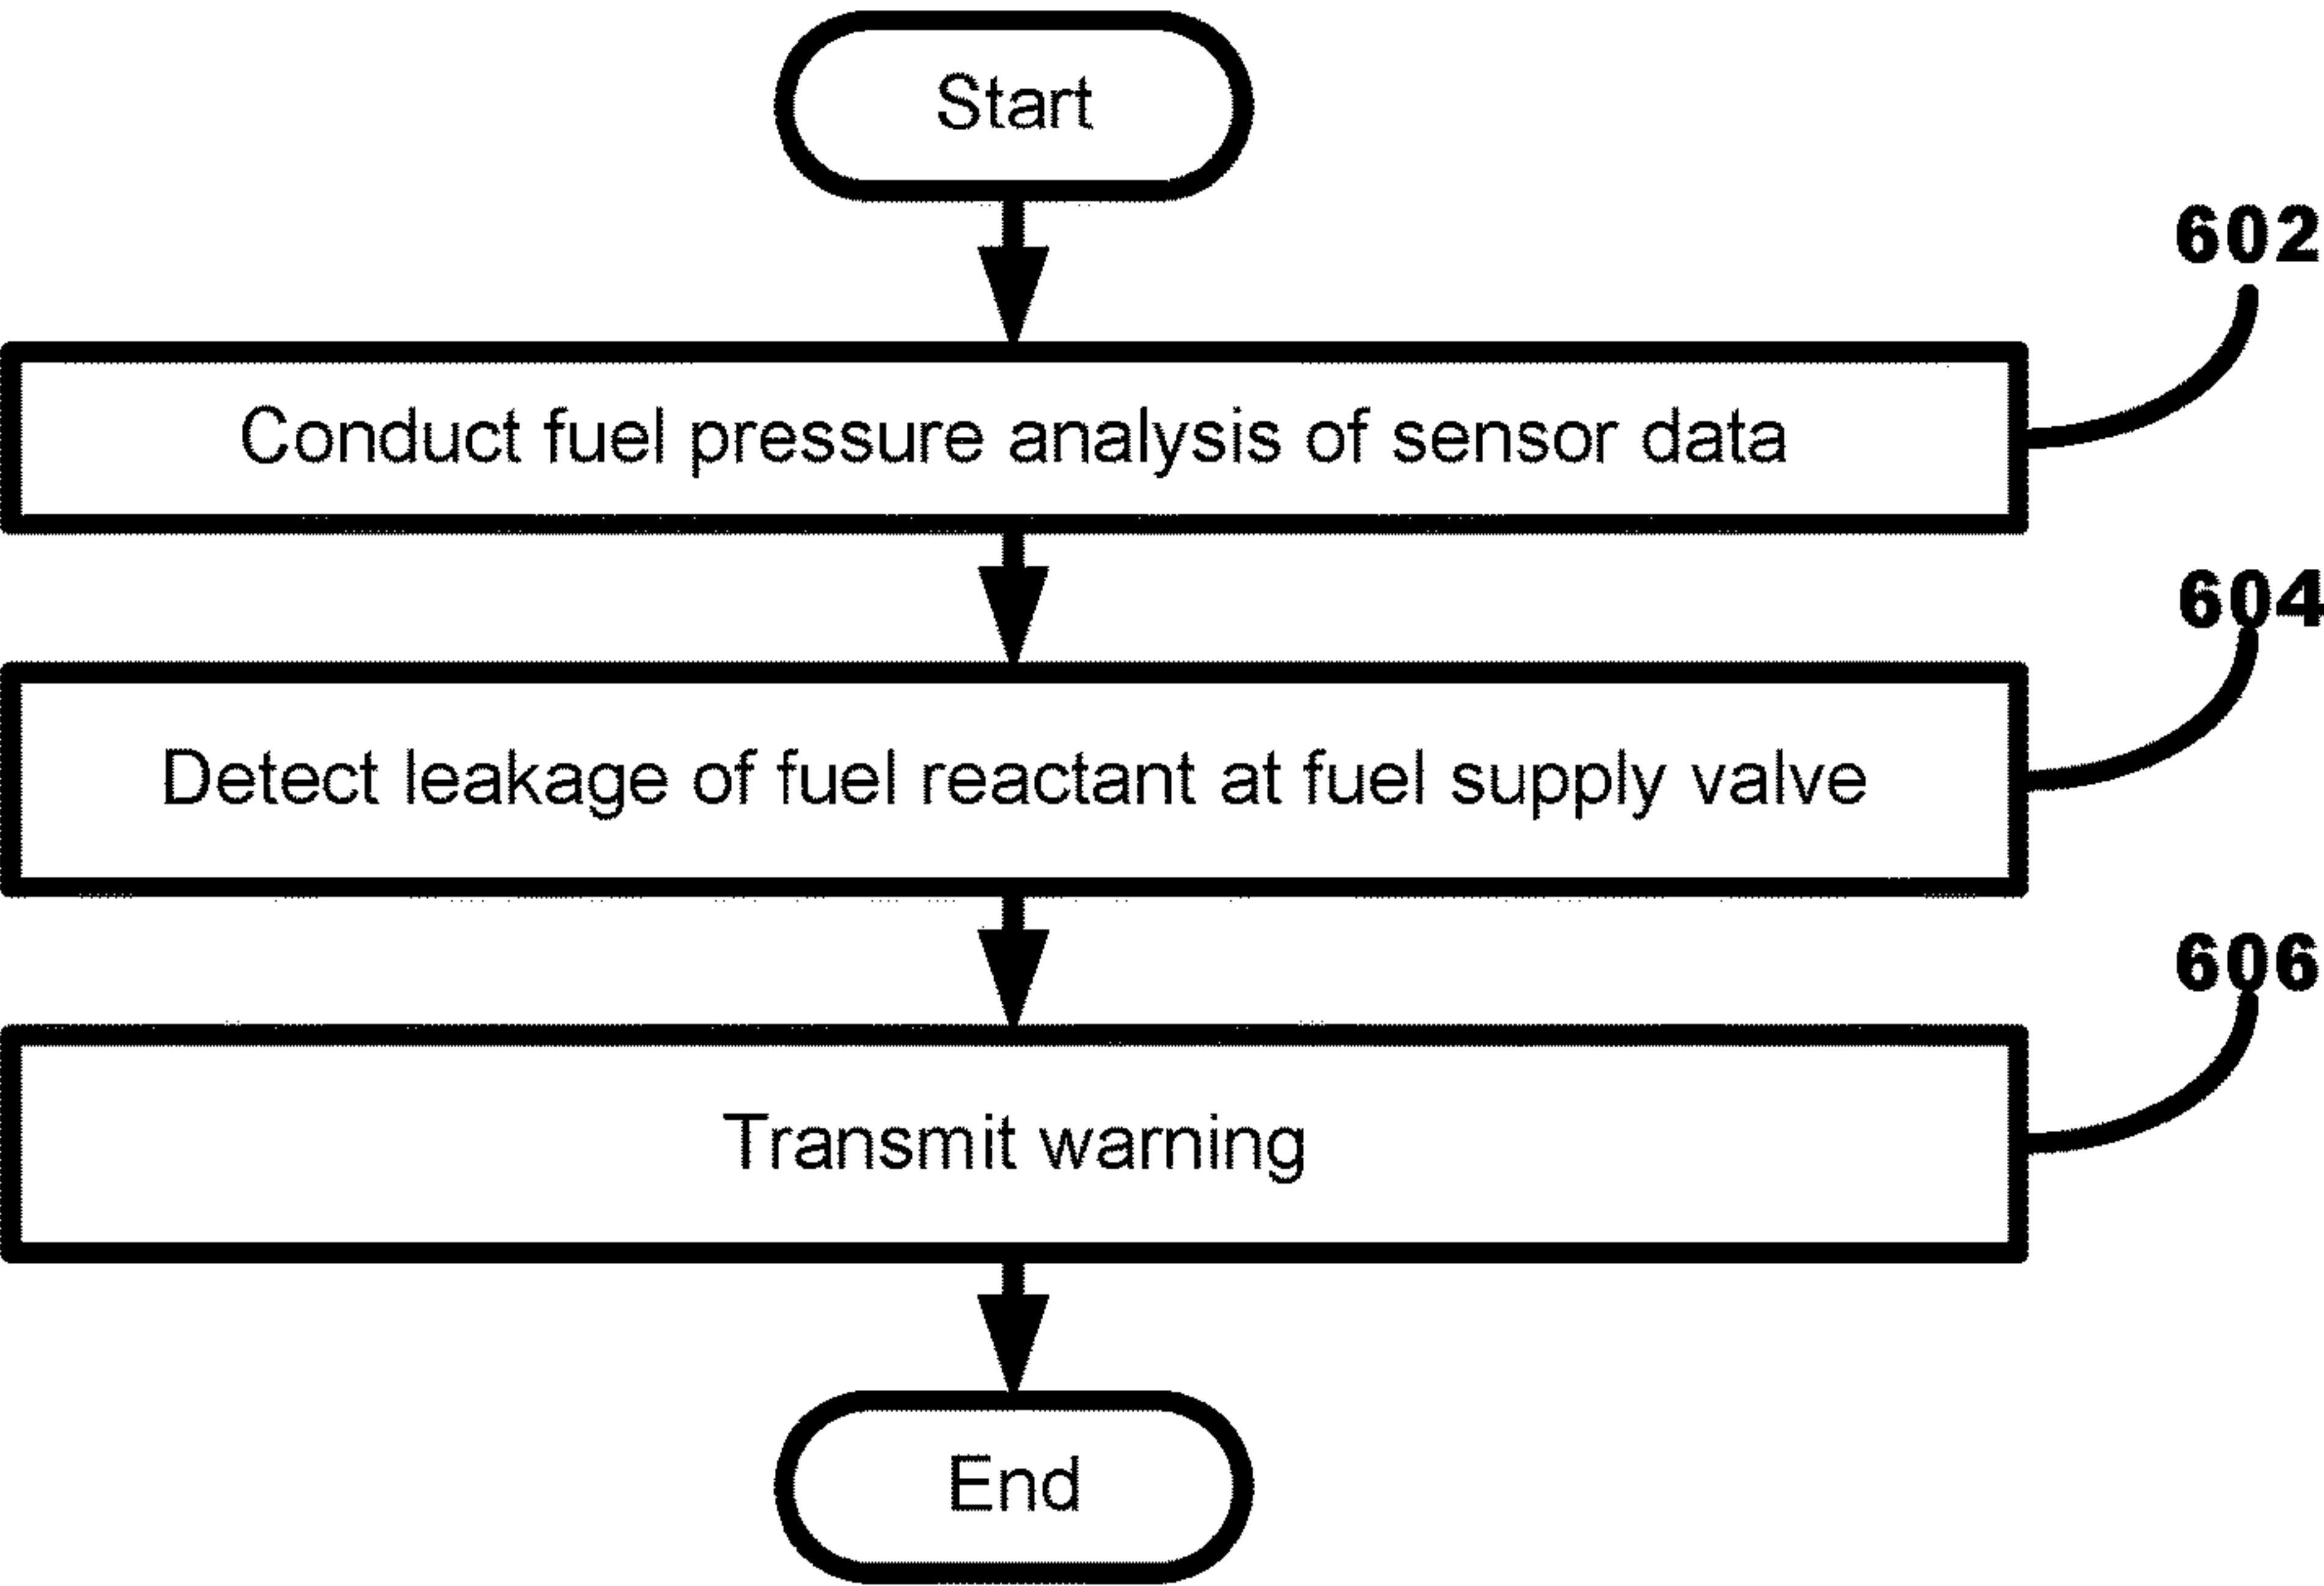 Start
602
Conduct fuel pressure analysis of sensor data
604
Detect leakage of fuel reactant at fuel supply valve
606
Transmit warning
End